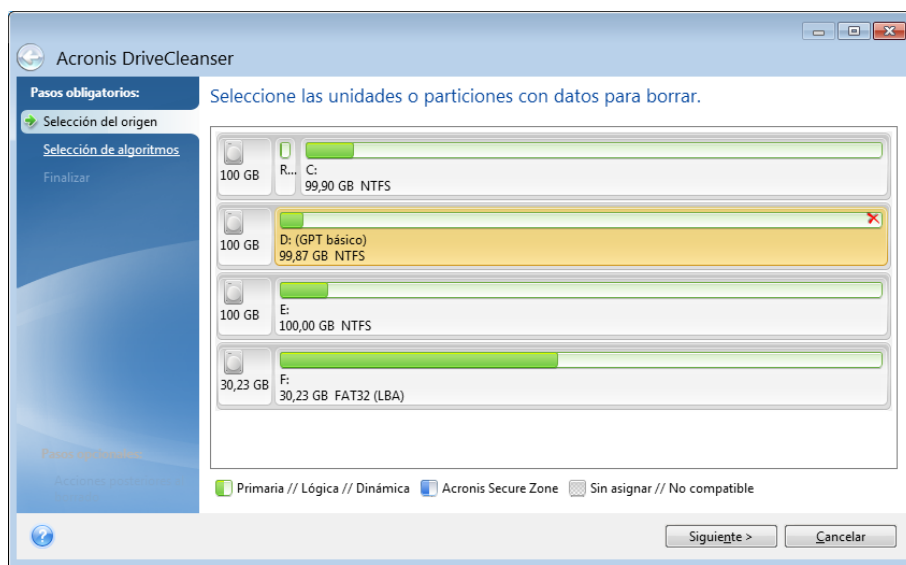 Acronis DriveCleanser
Pasos obligatorios:
Selección del origen
Selección de algoritmos
Finalizar
Seleccione las unidades o particiones con datos para borrar.
100 GB
R...
C:
99,90 GB NTFS
100 GB
D: (GPT básico)
99,87 GB NTFS
100 GB
E:
100,00 GB NTFS
30,23 GB
F:
30,23 GB FAT32 (LBA)
Primaria // Lógica // Dinámica
Acronis Secure Zone
Sin asignar // No compatible
Siguiente >
Cancelar